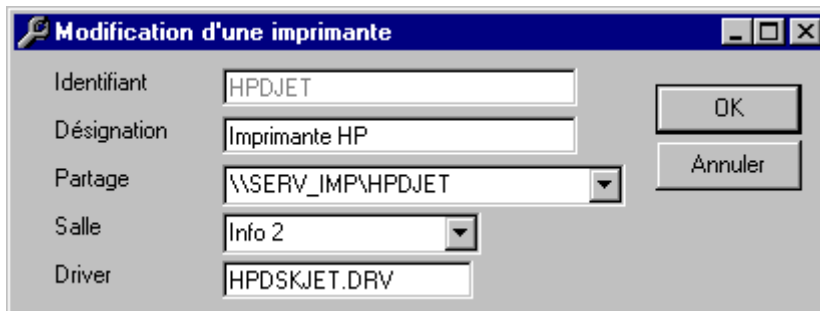 Modification d'une imprimante
Identifiant HPDJET
OK
Désignation Imprimante HP
Annuler
Partage \\SERV_IMP\HPDJET
Salle Info 2
Driver HPDSKJET.DRV